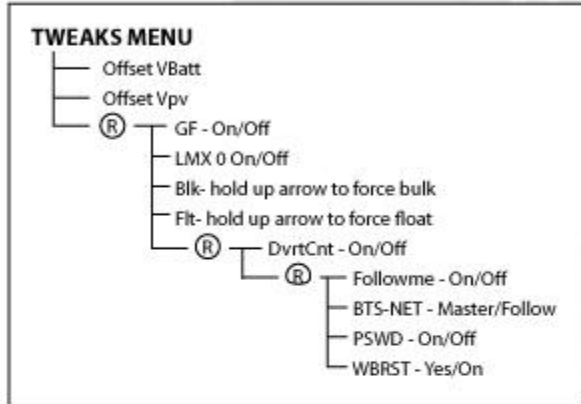 TWEAKS MENU
Offset VBatt
Offset Vpv
R GF - On/Off
LMX 0 On/Off
Blk- hold up arrow to force bulk
Flt- hold up arrow to force float
R DvrtCnt - On/Off
R Followme - On/Off
BTS-NET - Master/Follow
PSWD - On/Off
WBRST - Yes/On